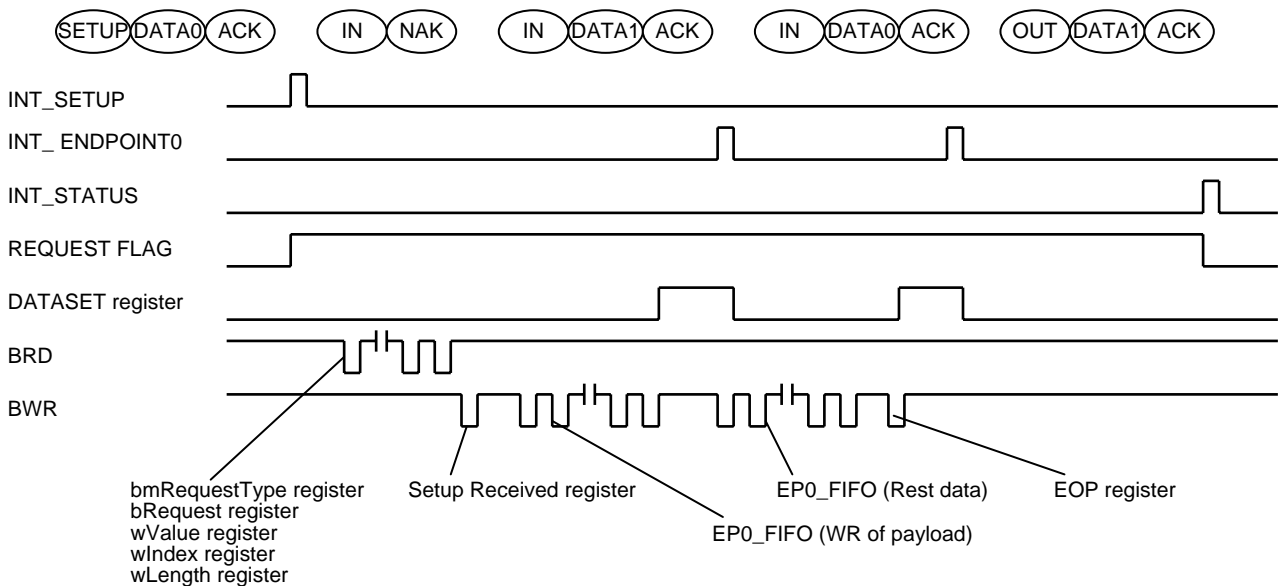 SETUP DATA0 ACK IN NAK IN DATA1 ACK IN DATA0 ACK OUT DATA1 ACK
INT_SETUP
INT_ ENDPOINT0
INT_STATUS
REQUEST FLAG
DATASET register
BRD
BWR
bmRequestType register
bRequest register
wValue register
wIndex register
wLength register
Setup Received register
EP0_FIFO (WR of payload)
EP0_FIFO (Rest data)
EOP register